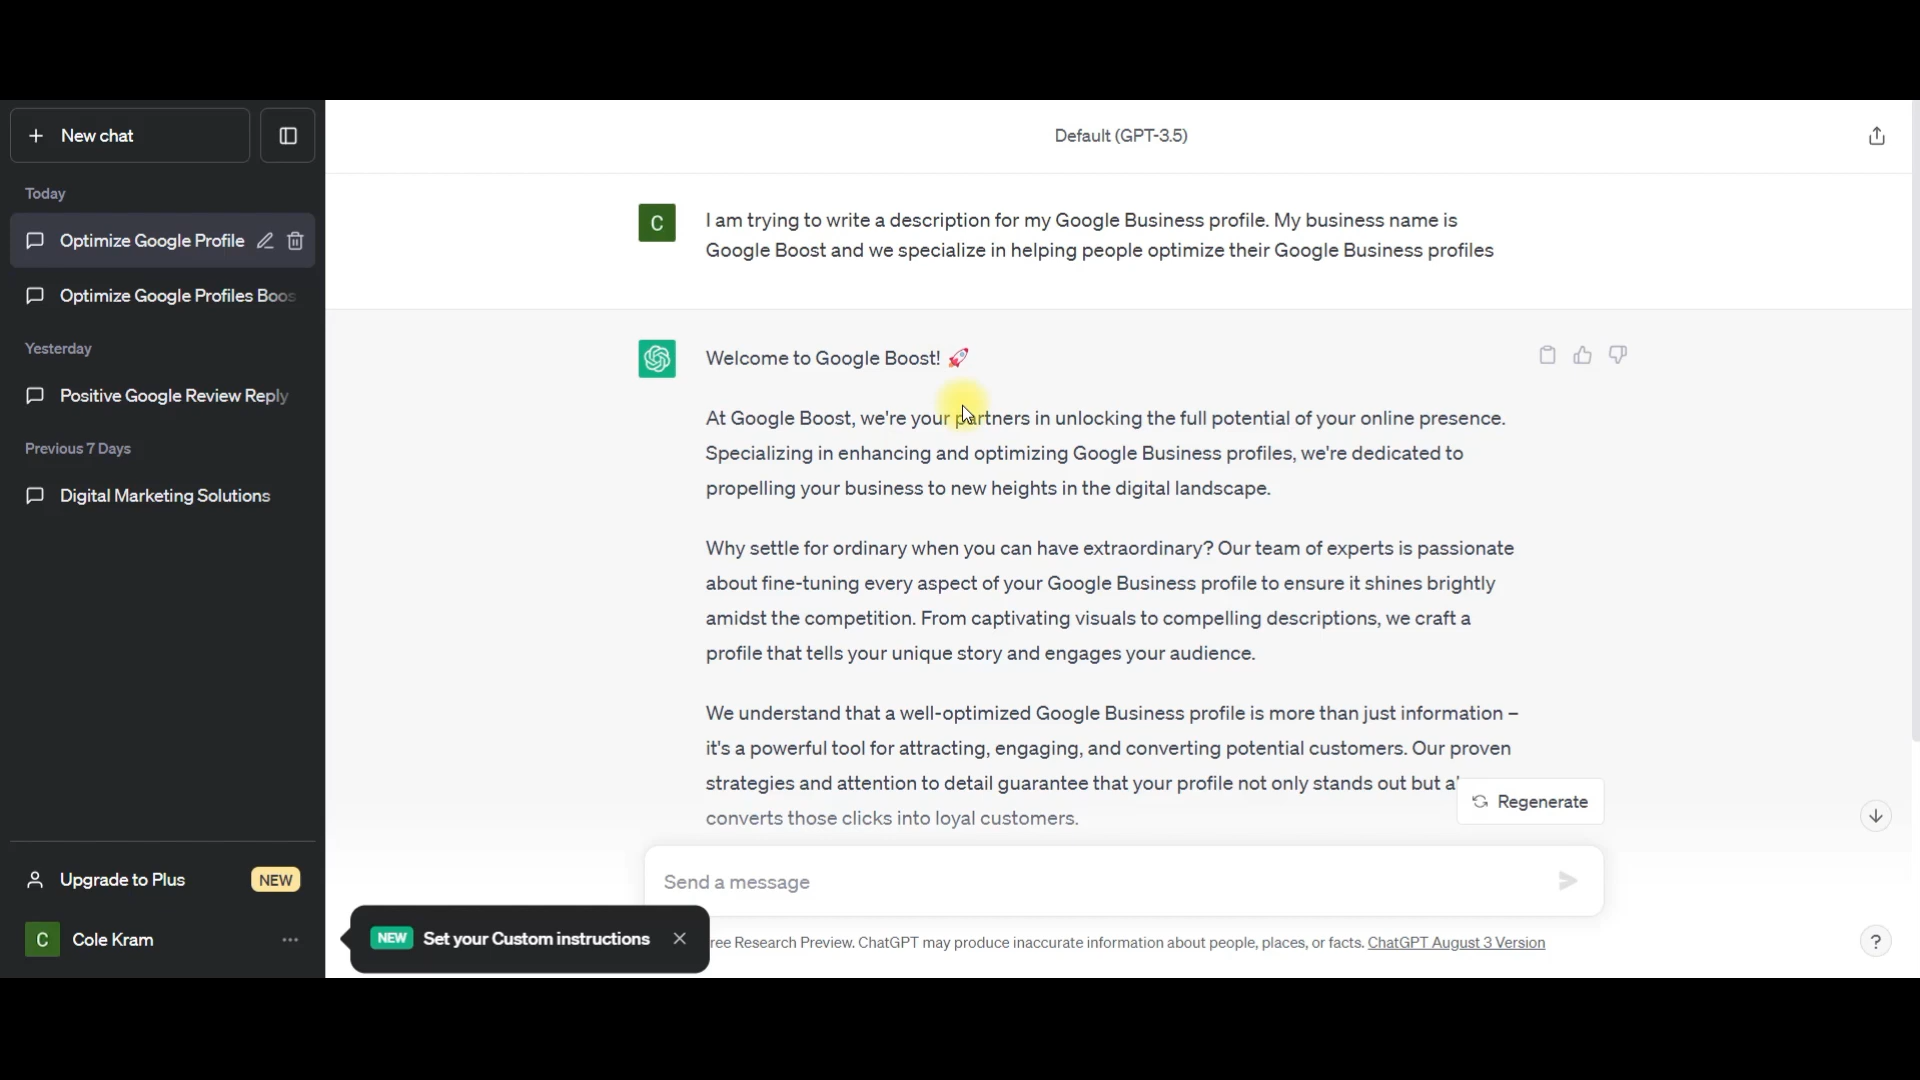 New chat
Today
Optimize Google Profile
Optimize Google Profiles Boos
Yesterday
Positive Google Review Reply
Previous 7 Days
Digital Marketing Solutions
Upgrade to Plus NEW
C Cole Kram
Default (GPT-3.5)
C
I am trying to write a description for my Google Business profile. My business name is
Google Boost and we specialize in helping people optimize their Google Business profiles
Welcome to Google Boost! 🚀
At Google Boost, we're your partners in unlocking the full potential of your online presence.
Specializing in enhancing and optimizing Google Business profiles, we're dedicated to
propelling your business to new heights in the digital landscape.
Why settle for ordinary when you can have extraordinary? Our team of experts is passionate
about fine-tuning every aspect of your Google Business profile to ensure it shines brightly
amidst the competition. From captivating visuals to compelling descriptions, we craft a
profile that tells your unique story and engages your audience.
We understand that a well-optimized Google Business profile is more than just information –
it's a powerful tool for attracting, engaging, and converting potential customers. Our proven
strategies and attention to detail guarantee that your profile not only stands out but
converts those clicks into loyal customers.
Regenerate
Send a message
NEW Set your Custom instructions
Research Preview. ChatGPT may produce inaccurate information about people, places, or facts. ChatGPT August 3 Version
?